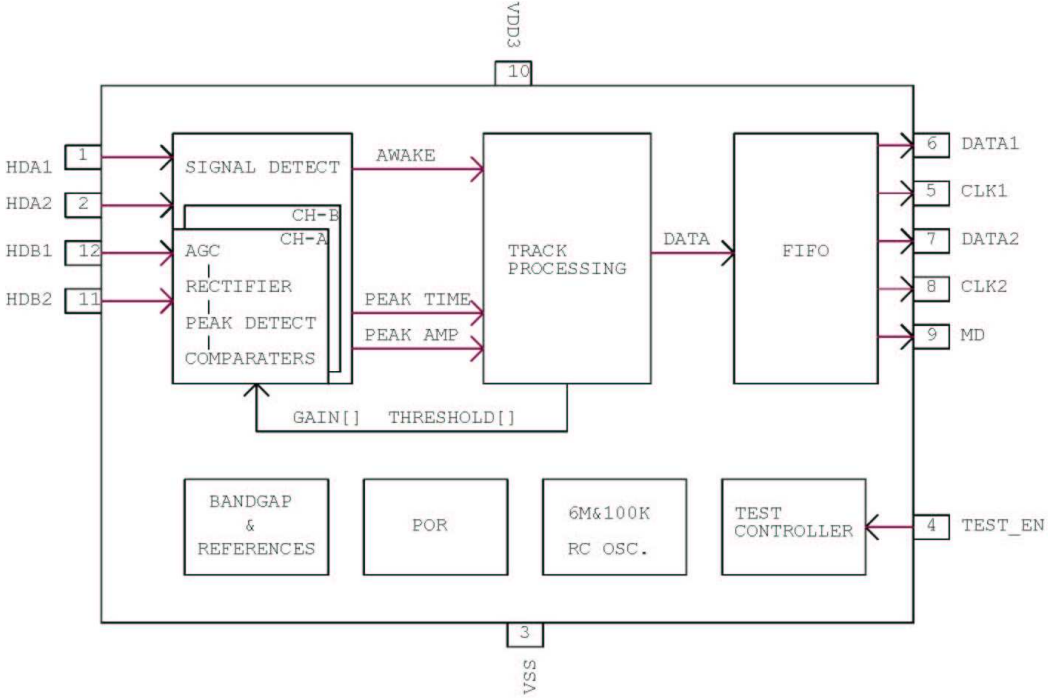 VDD3
10
HDA1
1
HDA2
2
HDB1
12
HDB2
11
SIGNAL DETECT
CH-B
CH-A
AGC
RECTIFIER
PEAK DETECT
COMPARATERS
AWAKE
PEAK TIME
PEAK AMP
GAIN[] THRESHOLD[]
TRACK
PROCESSING
DATA
FIFO
6
DATA1
5
CLK1
7
DATA2
8
CLK2
9
MD
BANDGAP
&
REFERENCES
POR
6M&100K
RC OSC.
TEST
CONTROLLER
4
TEST_EN
3
VSS